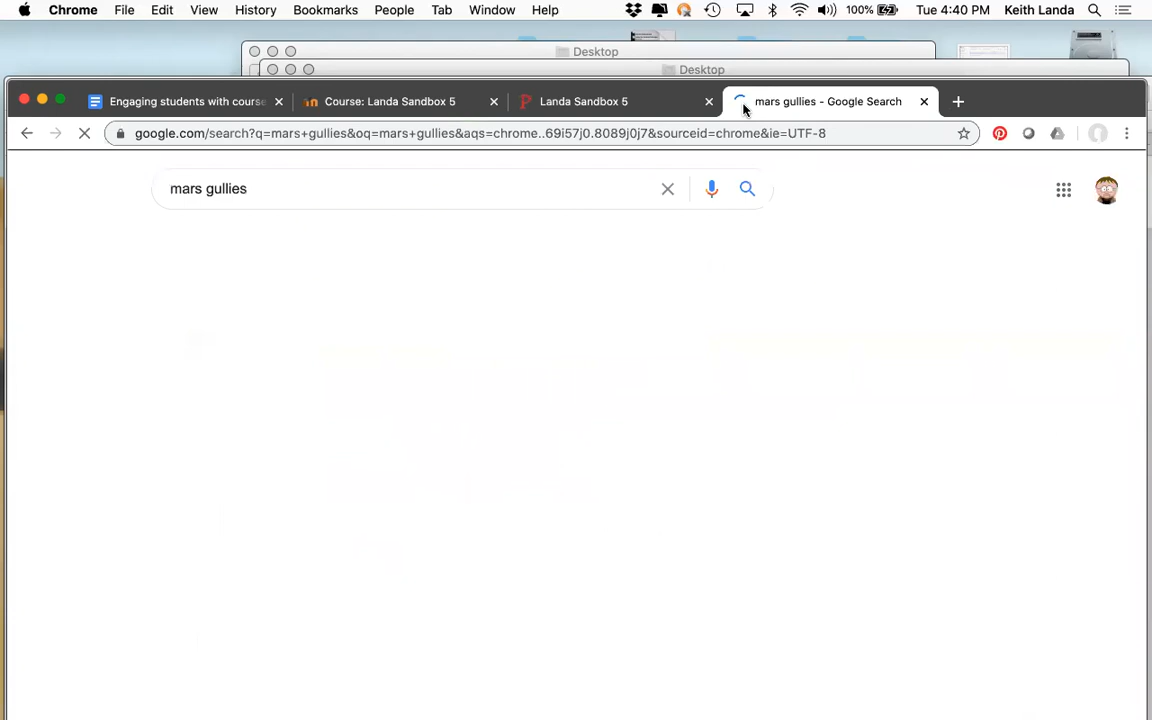 Chrome File Edit View History Bookmarks People Tab Window Help 100% Tue 4:40 PM Keith Landa
Desktop
Desktop
Engaging students with course Course: Landa Sandbox 5 Landa Sandbox 5 mars gullies - Google Search
google.com/search?q=mars+gullies&oq=mars+gullies&aqs=chrome..69i57j0.8089j0j7&sourceid=chrome&ie=UTF-8
mars gullies